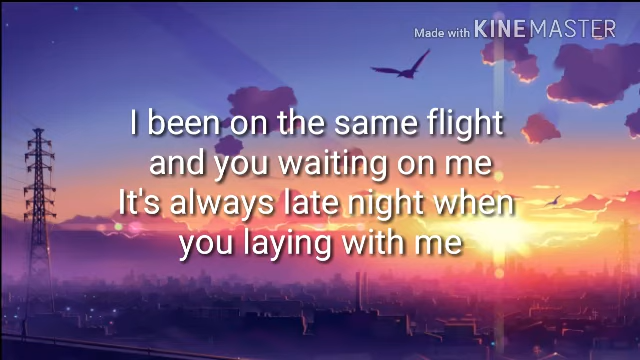 Made with KINEMASTER
I been on the same flight
and you waiting on me
It's always late night when
you laying with me